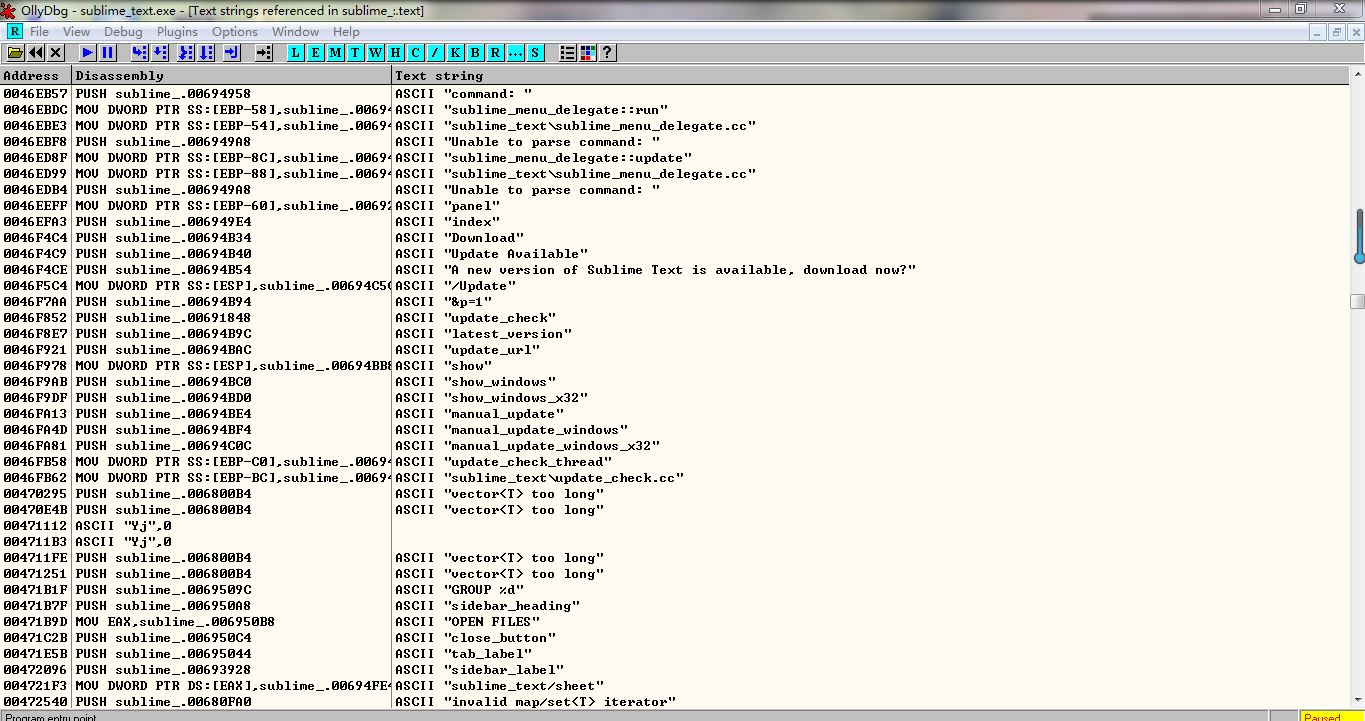 OllyDbg - sublime_text.exe - [Text strings referenced in sublime_:.text]
R File View Debug Plugins Options Window Help
L E M T W H C / K B R ... S ?
Address Disassembly Text string
0046EB57 PUSH sublime_.00694958 ASCII "command: "
0046EBDC MOV DWORD PTR SS:[EBP-58],sublime_.00694 ASCII "sublime_menu_delegate::run"
0046EBE3 MOV DWORD PTR SS:[EBP-54],sublime_.00694 ASCII "sublime_text\sublime_menu_delegate.cc"
0046EBF8 PUSH sublime_.006949A8 ASCII "Unable to parse command: "
0046ED8F MOV DWORD PTR SS:[EBP-8C],sublime_.0069 ASCII "sublime_menu_delegate::update"
0046ED99 MOV DWORD PTR SS:[EBP-88],sublime_.0069 ASCII "sublime_text\sublime_menu_delegate.cc"
0046EDB4 PUSH sublime_.006949A8 ASCII "Unable to parse command: "
0046EEFF MOV DWORD PTR SS:[EBP-60],sublime_.00692 ASCII "panel"
0046EFA3 PUSH sublime_.006949E4 ASCII "index"
0046F4C4 PUSH sublime_.00694B34 ASCII "Download"
0046F4C9 PUSH sublime_.00694B40 ASCII "Update Available"
0046F4CE PUSH sublime_.00694B54 ASCII "A new version of Sublime Text is available, download now?"
0046F5C4 MOV DWORD PTR SS:[ESP],sublime_.00694C5C ASCII "/Update"
0046F7AA PUSH sublime_.00694B94 ASCII "&p=1"
0046F852 PUSH sublime_.00691848 ASCII "update_check"
0046F8E7 PUSH sublime_.00694B9C ASCII "latest_version"
0046F921 PUSH sublime_.00694BAC ASCII "update_url"
0046F978 MOV DWORD PTR SS:[ESP],sublime_.00694BB8 ASCII "show"
0046F9AB PUSH sublime_.00694BC0 ASCII "show_windows"
0046F9DF PUSH sublime_.00694BD0 ASCII "show_windows_x32"
0046FA13 PUSH sublime_.00694BE4 ASCII "manual_update"
0046FA4D PUSH sublime_.00694BF4 ASCII "manual_update_windows"
0046FA81 PUSH sublime_.00694C0C ASCII "manual_update_windows_x32"
0046FB58 MOV DWORD PTR SS:[EBP-C0],sublime_.0069 ASCII "update_check_thread"
0046FB62 MOV DWORD PTR SS:[EBP-BC],sublime_.0069 ASCII "sublime_text\update_check.cc"
00470295 PUSH sublime_.006800B4 ASCII "vector<T> too long"
00470E4B PUSH sublime_.006800B4 ASCII "vector<T> too long"
00471112 ASCII "Yj",0
004711B3 ASCII "Yj",0
004711FE PUSH sublime_.006800B4 ASCII "vector<T> too long"
00471251 PUSH sublime_.006800B4 ASCII "vector<T> too long"
00471B1F PUSH sublime_.0069509C ASCII "GROUP %d"
00471B7F PUSH sublime_.006950A8 ASCII "sidebar_heading"
00471B9D MOV EAX,sublime_.006950B8 ASCII "OPEN FILES"
00471C2B PUSH sublime_.006950C4 ASCII "close_button"
00471E5B PUSH sublime_.00695044 ASCII "tab_label"
00472096 PUSH sublime_.00693928 ASCII "sidebar_label"
004721F3 MOV DWORD PTR DS:[EAX],sublime_.00694FE4 ASCII "sublime_text/sheet"
00472540 PUSH sublime_.00680FA0 ASCII "invalid map/set<T> iterator"
Program entry point Paused